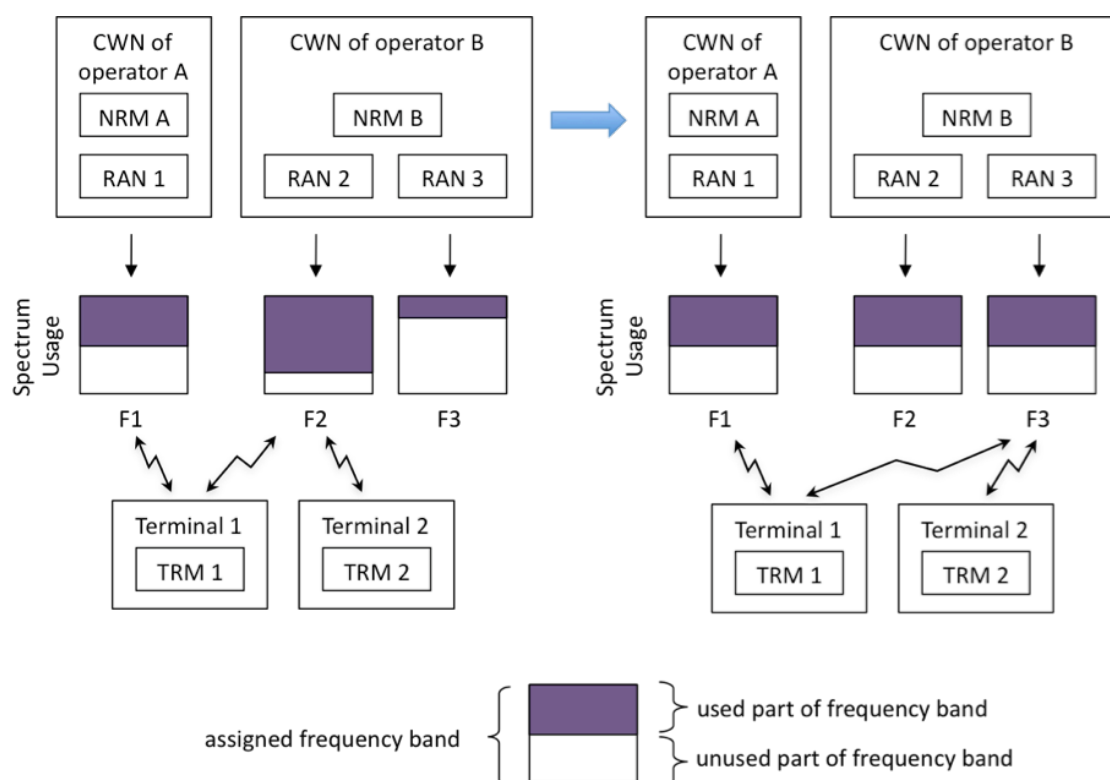 CWN of
operator A
NRM A
RAN 1
CWN of operator B
NRM B
RAN 2
RAN 3
CWN of
operator A
NRM A
RAN 1
CWN of operator B
NRM B
RAN 2
RAN 3
Spectrum
Usage
F1
F2
F3
Spectrum
Usage
F1
F2
F3
Terminal 1
TRM 1
Terminal 2
TRM 2
Terminal 1
TRM 1
Terminal 2
TRM 2
assigned frequency band
used part of frequency band
unused part of frequency band